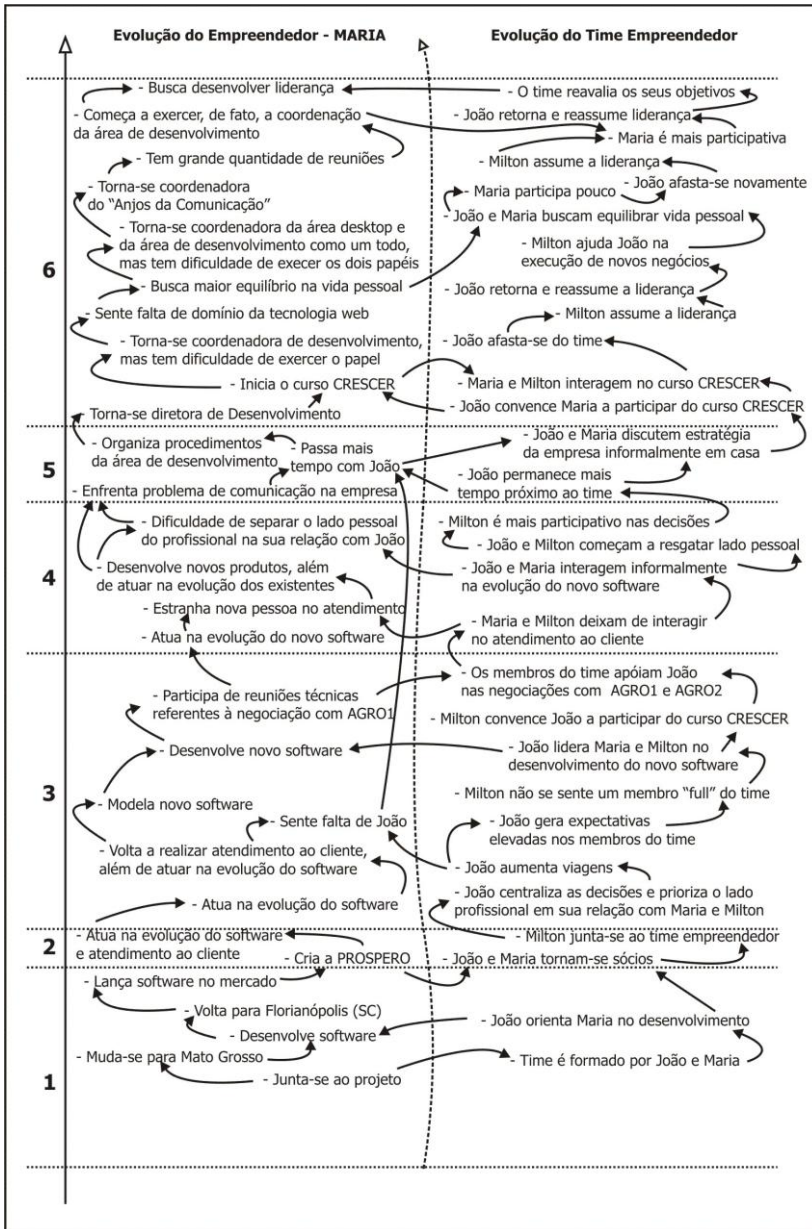 Evolução do Empreendedor - MARIA
Evolução do Time Empreendedor
6
- Busca desenvolver liderança
- Começa a exercer, de fato, a coordenação
da área de desenvolvimento
- Tem grande quantidade de reuniões
- Torna-se coordenadora
do “Anjos da Comunicação”
- Torna-se coordenadora da área desktop e
da área de desenvolvimento como um todo,
mas tem dificuldade de execer os dois papéis
- Busca maior equilíbrio na vida pessoal
- Sente falta de domínio da tecnologia web
- Torna-se coordenadora de desenvolvimento,
mas tem dificuldade de exercer o papel
- Inicia o curso CRESCER
- Torna-se diretora de Desenvolvimento
- O time reavalia os seus objetivos
- João retorna e reassume liderança
- Maria é mais participativa
- Milton assume a liderança
- João afasta-se novamente
- Maria participa pouco
- João e Maria buscam equilibrar vida pessoal
- Milton ajuda João na
execução de novos negócios
- João retorna e reassume a liderança
- Milton assume a liderança
- João afasta-se do time
- Maria e Milton interagem no curso CRESCER
- João convence Maria a participar do curso CRESCER
5
- Organiza procedimentos
da área de desenvolvimento
- Passa mais
tempo com João
- Enfrenta problema de comunicação na empresa
- João e Maria discutem estratégia
da empresa informalmente em casa
- João permanece mais
tempo próximo ao time
4
- Dificuldade de separar o lado pessoal
do profissional na sua relação com João
- Desenvolve novos produtos, além
de atuar na evolução dos existentes
- Estranha nova pessoa no atendimento
- Atua na evolução do novo software
- Milton é mais participativo nas decisões
- João e Milton começam a resgatar lado pessoal
- João e Maria interagem informalmente
na evolução do novo software
- Maria e Milton deixam de interagir
no atendimento ao cliente
3
- Participa de reuniões técnicas
referentes à negociação com AGRO1
- Desenvolve novo software
- Modela novo software
- Sente falta de João
- Volta a realizar atendimento ao cliente,
além de atuar na evolução do software
- Atua na evolução do software
- Os membros do time apóiam João
nas negociações com AGRO1 e AGRO2
- Milton convence João a participar do curso CRESCER
- João lidera Maria e Milton no
desenvolvimento do novo software
- Milton não se sente um membro “full” do time
- João gera expectativas
elevadas nos membros do time
- João aumenta viagens
- João centraliza as decisões e prioriza o lado
profissional em sua relação com Maria e Milton
2
- Atua na evolução do software
e atendimento ao cliente
- Cria a PROSPERO
- Milton junta-se ao time empreendedor
- João e Maria tornam-se sócios
1
- Lança software no mercado
- Volta para Florianópolis (SC)
- Desenvolve software
- Muda-se para Mato Grosso
- Junta-se ao projeto
- João orienta Maria no desenvolvimento
- Time é formado por João e Maria